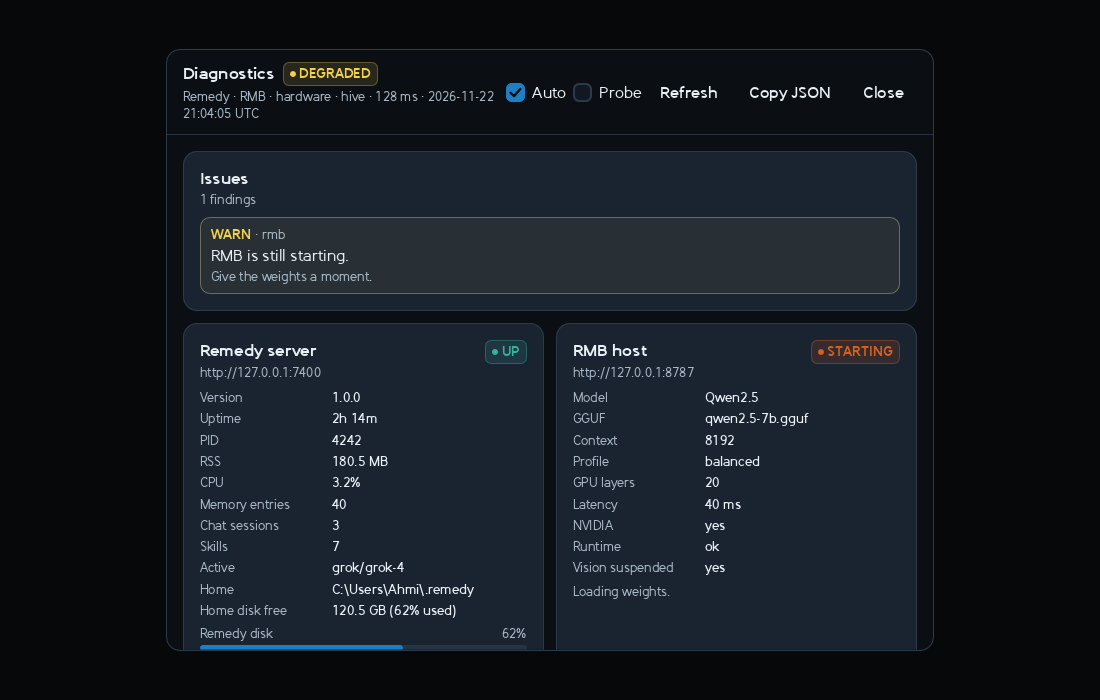 Diagnostics
DEGRADED
Remedy · RMB · hardware · hive · 128 ms · 2026-11-22
21:04:05 UTC
Auto
Probe
Refresh
Copy JSON
Close
Issues
1 findings
WARN · rmb
RMB is still starting.
Give the weights a moment.
Remedy server
UP
http://127.0.0.1:7400
Version 1.0.0
Uptime 2h 14m
PID 4242
RSS 180.5 MB
CPU 3.2%
Memory entries 40
Chat sessions 3
Skills 7
Active grok/grok-4
Home C:\Users\Ahmi\.remedy
Home disk free 120.5 GB (62% used)
Remedy disk 62%
RMB host
STARTING
http://127.0.0.1:8787
Model Qwen2.5
GGUF qwen2.5-7b.gguf
Context 8192
Profile balanced
GPU layers 20
Latency 40 ms
NVIDIA yes
Runtime ok
Vision suspended yes
Loading weights.